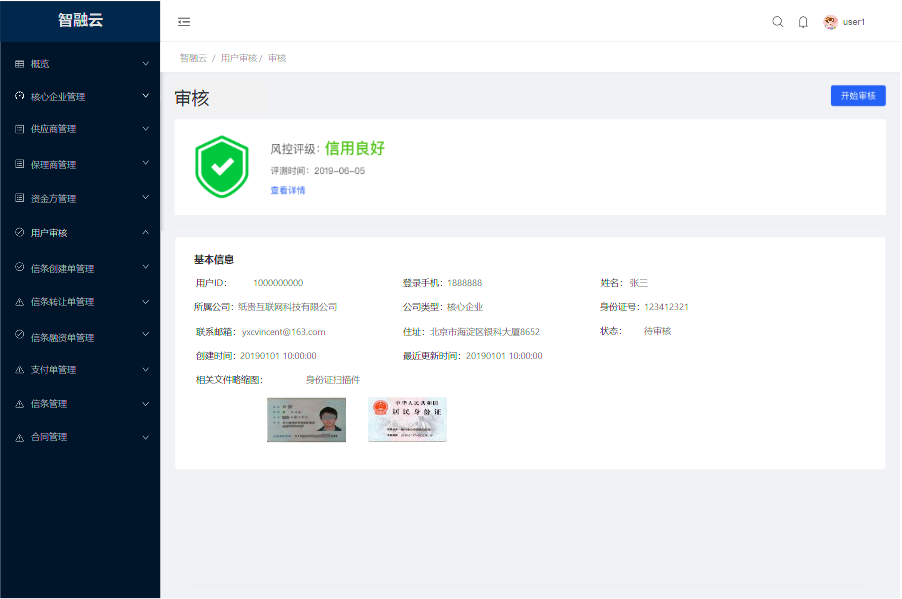 智融云
user1
智融云 / 用户审核 / 审核
概览
核心企业管理
供应商管理
保理商管理
资金方管理
用户审核
信条创建单管理
信条转让单管理
信条融资单管理
支付单管理
信条管理
合同管理
审核
开始审核
风控评级：信用良好
评测时间：2019-06-05
查看详情
基本信息
用户ID： 1000000000 登录手机：1888888 姓名：张三
所属公司：纸贵互联网科技有限公司 公司类型：核心企业 身份证号：123412321
联系邮箱：yxcvincent@163.com 住址：北京市海淀区银科大厦8652 状态： 待审核
创建时间：20190101 10:00:00 最近更新时间：20190101 10:00:00
相关文件略缩图： 身份证扫描件
中华人民共和国
居民身份证